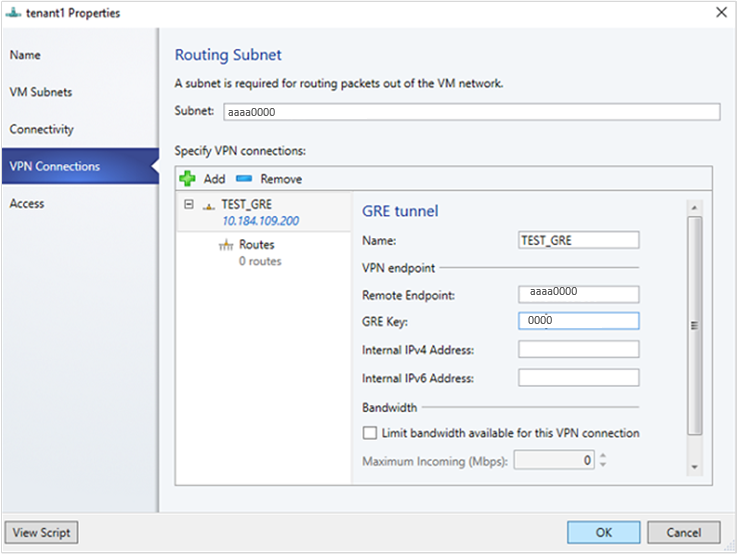 tenant1 Properties
Name
VM Subnets
Connectivity
VPN Connections
Access
Routing Subnet
A subnet is required for routing packets out of the VM network.
Subnet: aaaa0000
Specify VPN connections:
Add Remove
TEST_GRE
10.184.109.200
Routes
0 routes
GRE tunnel
Name: TEST_GRE
VPN endpoint
Remote Endpoint: aaaa0000
GRE Key: 0000
Internal IPv4 Address:
Internal IPv6 Address:
Bandwidth
Limit bandwidth available for this VPN connection
Maximum Incoming (Mbps): 0
View Script OK Cancel